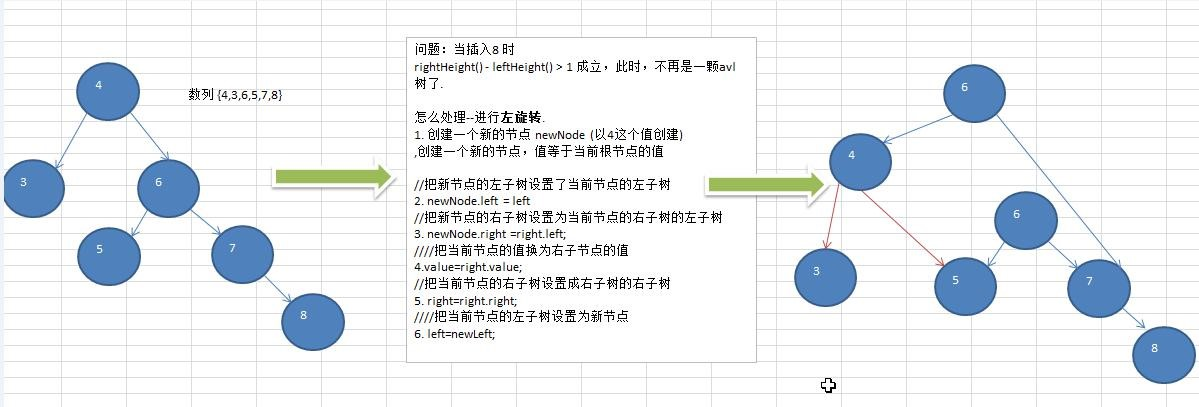 4
3
6
5
7
8
数列 {4,3,6,5,7,8}
问题：当插入8 时
rightHeight() - leftHeight() > 1 成立，此时，不再是一颗avl
树了.
怎么处理--进行左旋转.
1. 创建一个新的节点 newNode (以4这个值创建)
,创建一个新的节点，值等于当前根节点的值
//把新节点的左子树设置了当前节点的左子树
2. newNode.left = left
//把新节点的右子树设置为当前节点的右子树的左子树
3. newNode.right =right.left;
////把当前节点的值换为右子节点的值
4.value=right.value;
//把当前节点的右子树设置成右子树的右子树
5. right=right.right;
////把当前节点的左子树设置为新节点
6. left=newLeft;
6
4
6
3
5
7
8